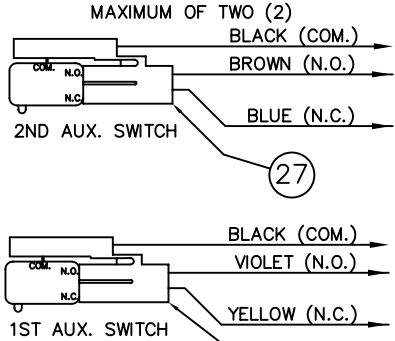 MAXIMUM OF TWO (2)
BLACK (COM.)
BROWN (N.O.)
COM.
N.O.
N.C.
BLUE (N.C.)
2ND AUX. SWITCH
27
BLACK (COM.)
VIOLET (N.O.)
COM.
N.O.
N.C.
YELLOW (N.C.)
1ST AUX. SWITCH